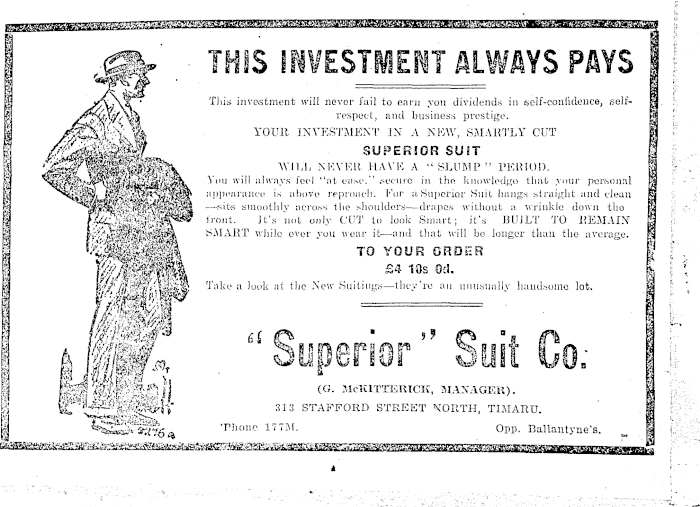 THIS INVESTMENT ALWAYS PAYS
This investment will never fail to earn you dividends in self-confidence, self-
respect, and business prestige.
YOUR INVESTMENT IN A NEW, SMARTLY CUT
SUPERIOR SUIT
WILL NEVER HAVE A "SLUMP" PERIOD.
You will always feel "at ease," secure in the knowledge that your personal
appearance is above reproach. For a Superior Suit hangs straight and clean
—sits smoothly across the shoulders—drapes without a wrinkle down the
front. It's not only CUT to look Smart; it's BUILT TO REMAIN
SMART while ever you wear it—and that will be longer than the average.
TO YOUR ORDER
£4 10s 0d.
Take a look at the New Suitings—they're an unusually handsome lot.
"Superior" Suit Co.
(G. McKITTERICK, MANAGER).
313 STAFFORD STREET NORTH, TIMARU.
'Phone 177M. Opp. Ballantyne's.